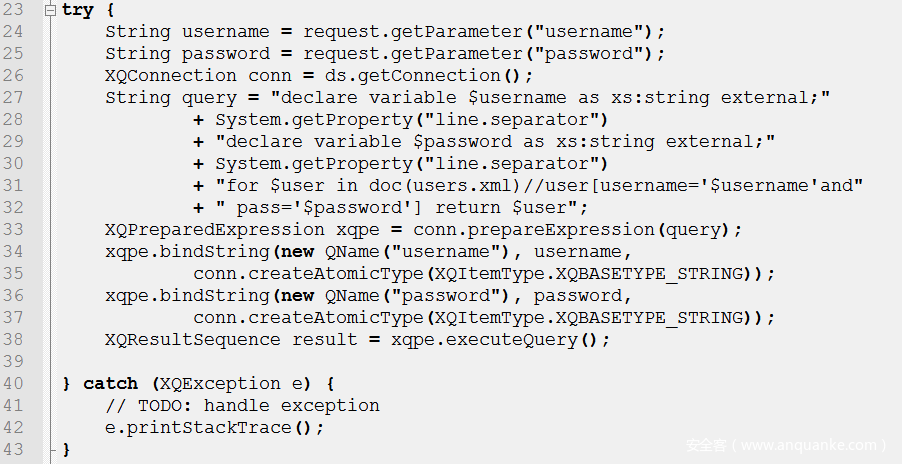 23 try {
24     String username = request.getParameter("username");
25     String password = request.getParameter("password");
26     XQConnection conn = ds.getConnection();
27     String query = "declare variable $username as xs:string external;"
28             + System.getProperty("line.separator")
29             + "declare variable $password as xs:string external;"
30             + System.getProperty("line.separator")
31             + "for $user in doc(users.xml)//user[username='$username'and"
32             + " pass='$password'] return $user";
33     XQPreparedExpression xqpe = conn.prepareExpression(query);
34     xqpe.bindString(new QName("username"), username,
35             conn.createAtomicType(XQItemType.XQBASETYPE_STRING));
36     xqpe.bindString(new QName("password"), password,
37             conn.createAtomicType(XQItemType.XQBASETYPE_STRING));
38     XQResultSequence result = xqpe.executeQuery();
39
40 } catch (XQException e) {
41     // TODO: handle exception
42     e.printStackTrace();
43 }
安全客（www.anquanke.com）